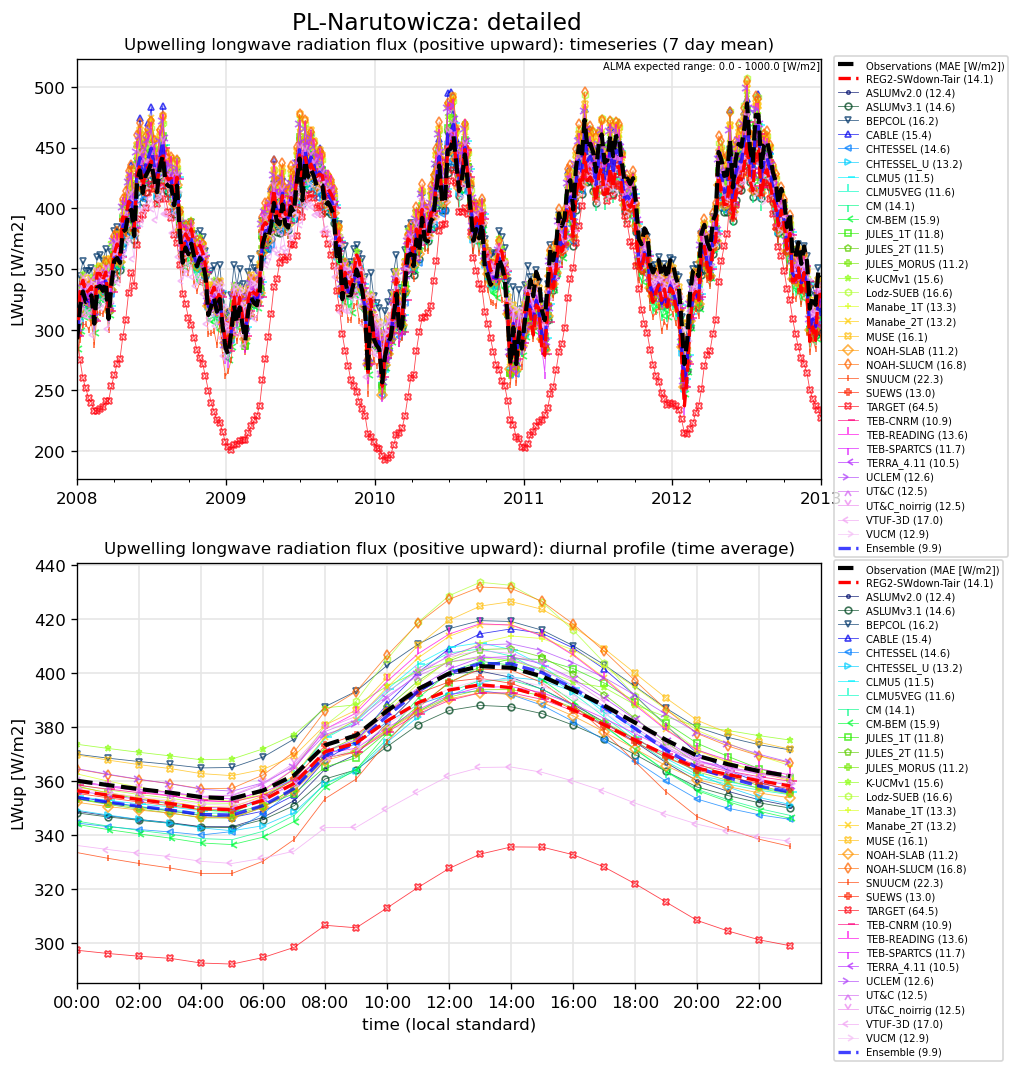 PL-Narutowicza: detailed
Upwelling longwave radiation flux (positive upward): timeseries (7 day mean)
ALMA expected range: 0.0 - 1000.0 [W/m2]
LWup [W/m2]
500
450
400
350
300
250
200
2008
2009
2010
2011
2012
2013
Observations (MAE [W/m2])
REG2-SWdown-Tair (14.1)
ASLUMv2.0 (12.4)
ASLUMv3.1 (14.6)
BEPCOL (16.2)
CABLE (15.4)
CHTESSEL (14.6)
CHTESSEL_U (13.2)
CLMU5 (11.5)
CLMU5VEG (11.6)
CM (14.1)
CM-BEM (15.9)
JULES_1T (11.8)
JULES_2T (11.5)
JULES_MORUS (11.2)
K-UCMv1 (15.6)
Lodz-SUEB (16.6)
Manabe_1T (13.3)
Manabe_2T (13.2)
MUSE (16.1)
NOAH-SLAB (11.2)
NOAH-SLUCM (16.8)
SNUUCM (22.3)
SUEWS (13.0)
TARGET (64.5)
TEB-CNRM (10.9)
TEB-READING (13.6)
TEB-SPARTCS (11.7)
TERRA_4.11 (10.5)
UCLEM (12.6)
UT&C (12.5)
UT&C_noirrig (12.5)
VTUF-3D (17.0)
VUCM (12.9)
Ensemble (9.9)
Upwelling longwave radiation flux (positive upward): diurnal profile (time average)
LWup [W/m2]
440
420
400
380
360
340
320
300
00:00
02:00
04:00
06:00
08:00
10:00
12:00
14:00
16:00
18:00
20:00
22:00
time (local standard)
Observation (MAE [W/m2])
REG2-SWdown-Tair (14.1)
ASLUMv2.0 (12.4)
ASLUMv3.1 (14.6)
BEPCOL (16.2)
CABLE (15.4)
CHTESSEL (14.6)
CHTESSEL_U (13.2)
CLMU5 (11.5)
CLMU5VEG (11.6)
CM (14.1)
CM-BEM (15.9)
JULES_1T (11.8)
JULES_2T (11.5)
JULES_MORUS (11.2)
K-UCMv1 (15.6)
Lodz-SUEB (16.6)
Manabe_1T (13.3)
Manabe_2T (13.2)
MUSE (16.1)
NOAH-SLAB (11.2)
NOAH-SLUCM (16.8)
SNUUCM (22.3)
SUEWS (13.0)
TARGET (64.5)
TEB-CNRM (10.9)
TEB-READING (13.6)
TEB-SPARTCS (11.7)
TERRA_4.11 (10.5)
UCLEM (12.6)
UT&C (12.5)
UT&C_noirrig (12.5)
VTUF-3D (17.0)
VUCM (12.9)
Ensemble (9.9)